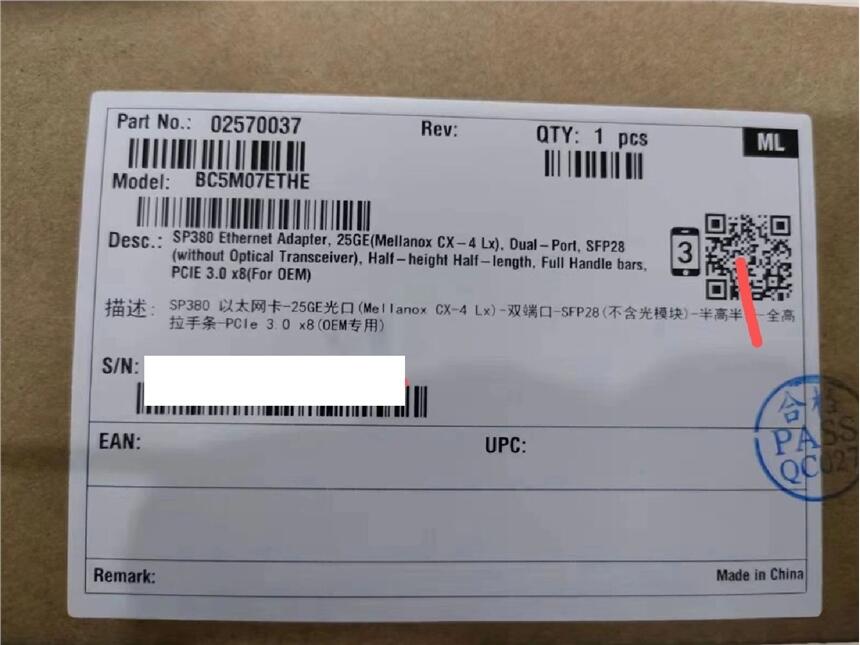 Part No.: 02570037 Rev: QTY: 1 pcs ML
Model: BC5M07ETHE
Desc.: SP380 Ethernet Adapter, 25GE(Mellanox CX-4 Lx), Dual-Port, SFP28
(without Optical Transceiver), Half-height Half-length, Full Handle bars,
PCIE 3.0 x8(For OEM)
3
描述: SP380 以太网卡-25GE光口(Mellanox CX-4 Lx)-双端口-SFP28(不含光模块)-半高半-全高
拉手条-PCIe 3.0 x8(OEM专用)
S/N:
EAN: UPC:
合格
PASS
QC027
Remark: Made in China